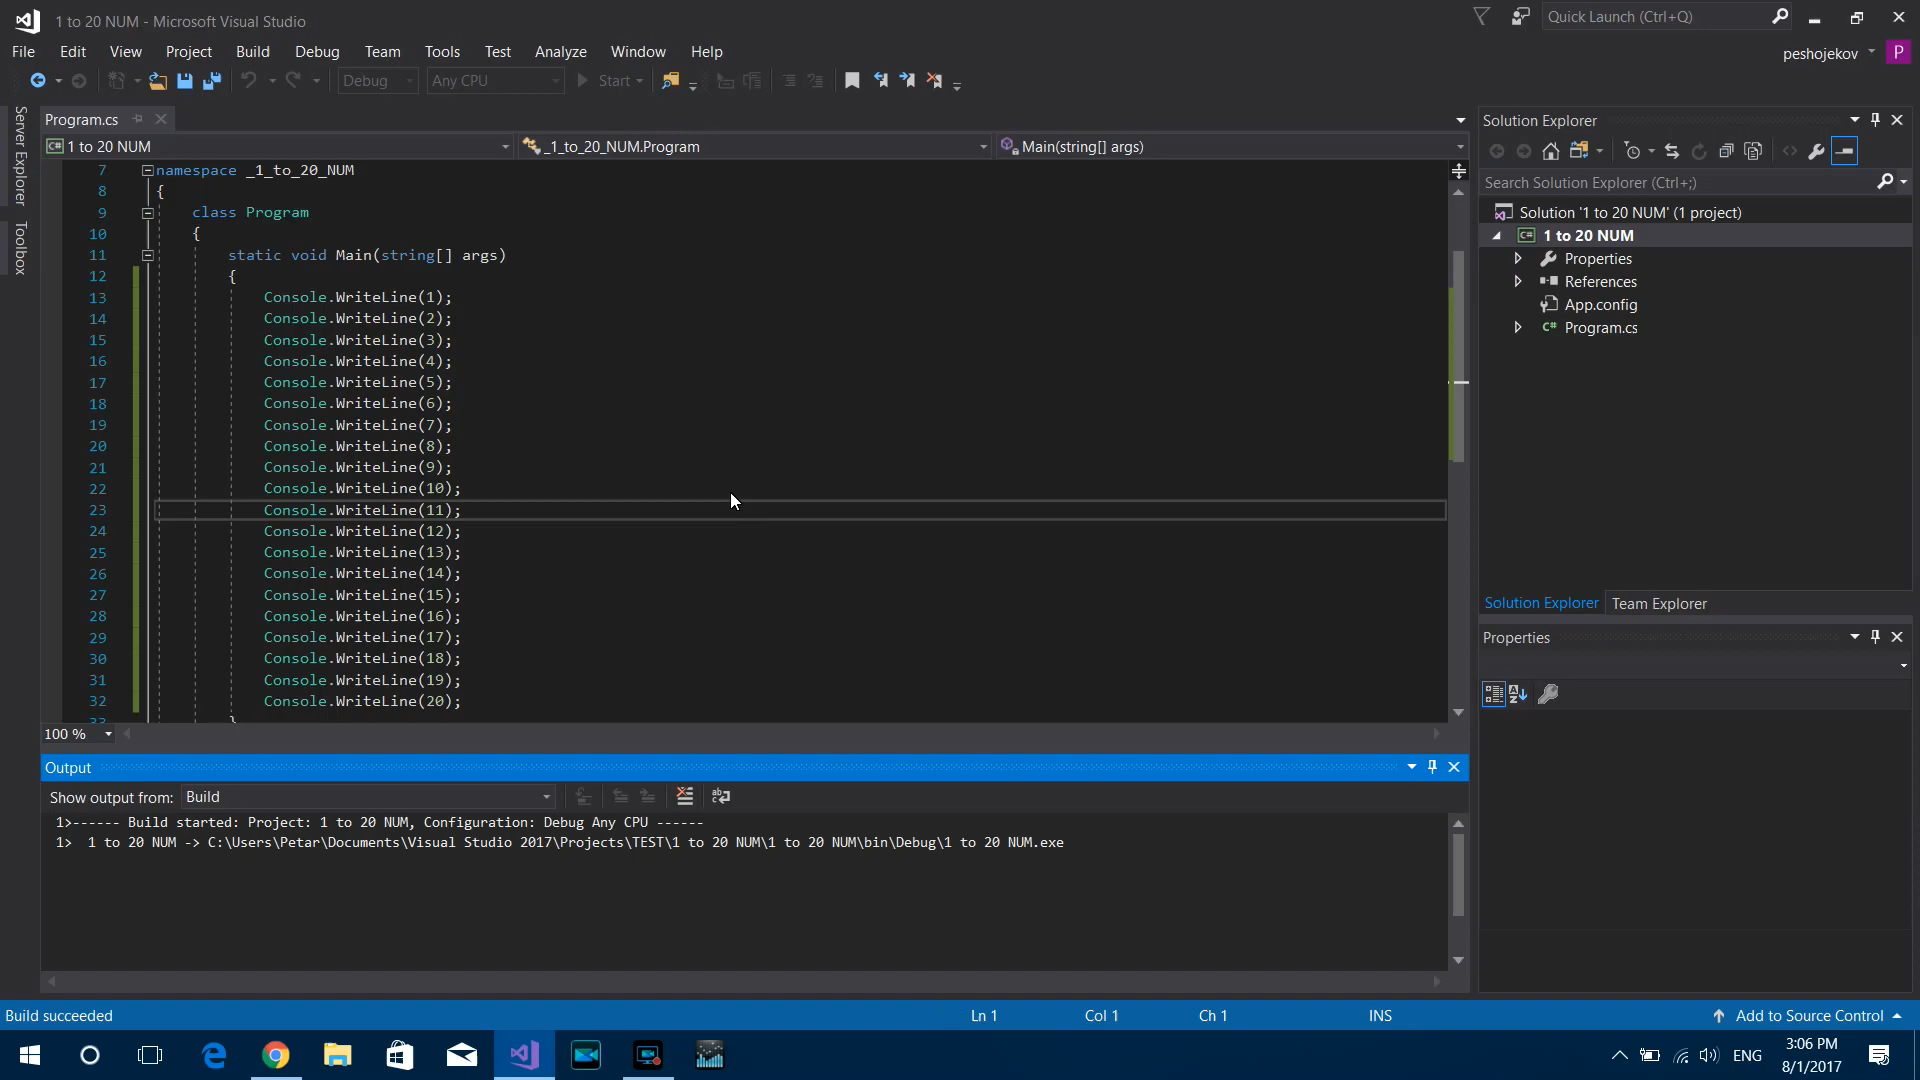 1 to 20 NUM - Microsoft Visual Studio
Quick Launch (Ctrl+Q)
File Edit View Project Build Debug Team Tools Test Analyze Window Help
peshojekov P
Debug Any CPU Start
Server Explorer
Toolbox
Program.cs
1 to 20 NUM _1_to_20_NUM.Program Main(string[] args)
7 namespace _1_to_20_NUM
8 {
9 class Program
10 {
11 static void Main(string[] args)
12 {
13 Console.WriteLine(1);
14 Console.WriteLine(2);
15 Console.WriteLine(3);
16 Console.WriteLine(4);
17 Console.WriteLine(5);
18 Console.WriteLine(6);
19 Console.WriteLine(7);
20 Console.WriteLine(8);
21 Console.WriteLine(9);
22 Console.WriteLine(10);
23 Console.WriteLine(11);
24 Console.WriteLine(12);
25 Console.WriteLine(13);
26 Console.WriteLine(14);
27 Console.WriteLine(15);
28 Console.WriteLine(16);
29 Console.WriteLine(17);
30 Console.WriteLine(18);
31 Console.WriteLine(19);
32 Console.WriteLine(20);
33 }
100 %
Output
Show output from: Build
1>------ Build started: Project: 1 to 20 NUM, Configuration: Debug Any CPU ------
1> 1 to 20 NUM -> C:\Users\Petar\Documents\Visual Studio 2017\Projects\TEST\1 to 20 NUM\1 to 20 NUM\bin\Debug\1 to 20 NUM.exe
Solution Explorer
Search Solution Explorer (Ctrl+;)
Solution '1 to 20 NUM' (1 project)
C# 1 to 20 NUM
Properties
References
App.config
C# Program.cs
Solution Explorer Team Explorer
Properties
Build succeeded Ln 1 Col 1 Ch 1 INS Add to Source Control
ENG
3:06 PM
8/1/2017